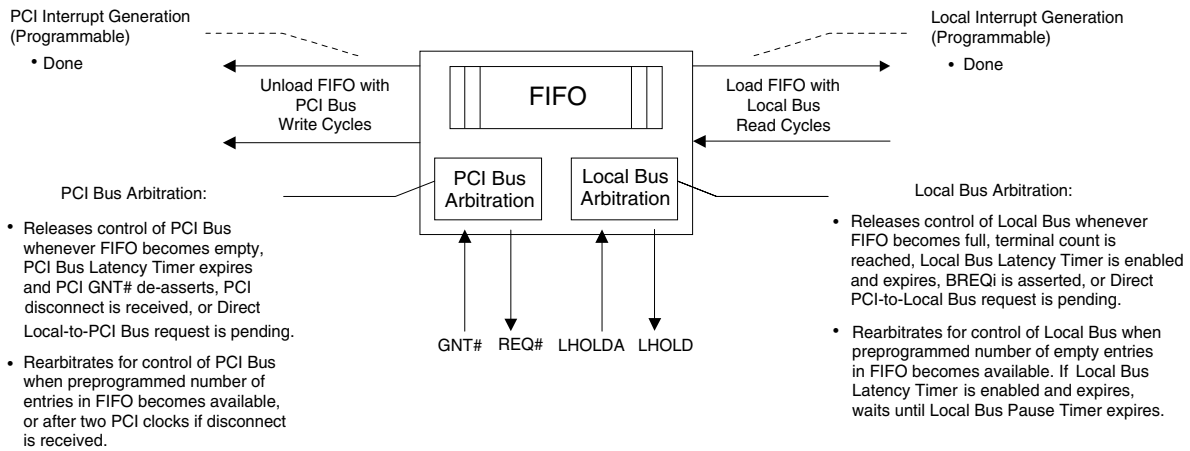 PCI Interrupt Generation
(Programmable)
• Done
Local Interrupt Generation
(Programmable)
• Done
Unload FIFO with
PCI Bus
Write Cycles
FIFO
Load FIFO with
Local Bus
Read Cycles
PCI Bus
Arbitration
Local Bus
Arbitration
PCI Bus Arbitration:
• Releases control of PCI Bus
whenever FIFO becomes empty,
PCI Bus Latency Timer expires
and PCI GNT# de-asserts, PCI
disconnect is received, or Direct
Local-to-PCI Bus request is pending.
• Rearbitrates for control of PCI Bus
when preprogrammed number of
entries in FIFO becomes available,
or after two PCI clocks if disconnect
is received.
GNT# REQ# LHOLDA LHOLD
Local Bus Arbitration:
• Releases control of Local Bus whenever
FIFO becomes full, terminal count is
reached, Local Bus Latency Timer is enabled
and expires, BREQi is asserted, or Direct
PCI-to-Local Bus request is pending.
• Rearbitrates for control of Local Bus when
preprogrammed number of empty entries
in FIFO becomes available. If Local Bus
Latency Timer is enabled and expires,
waits until Local Bus Pause Timer expires.